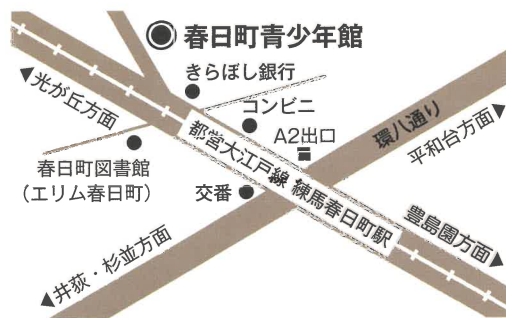 春日町青少年館
きらぼし銀行
光が丘方面
コンビニ
環八通り
A2出口
平和台方面
都営大江戸線 練馬春日町駅
春日町図書館
（エリム春日町）
交番
豊島園方面
井荻・杉並方面